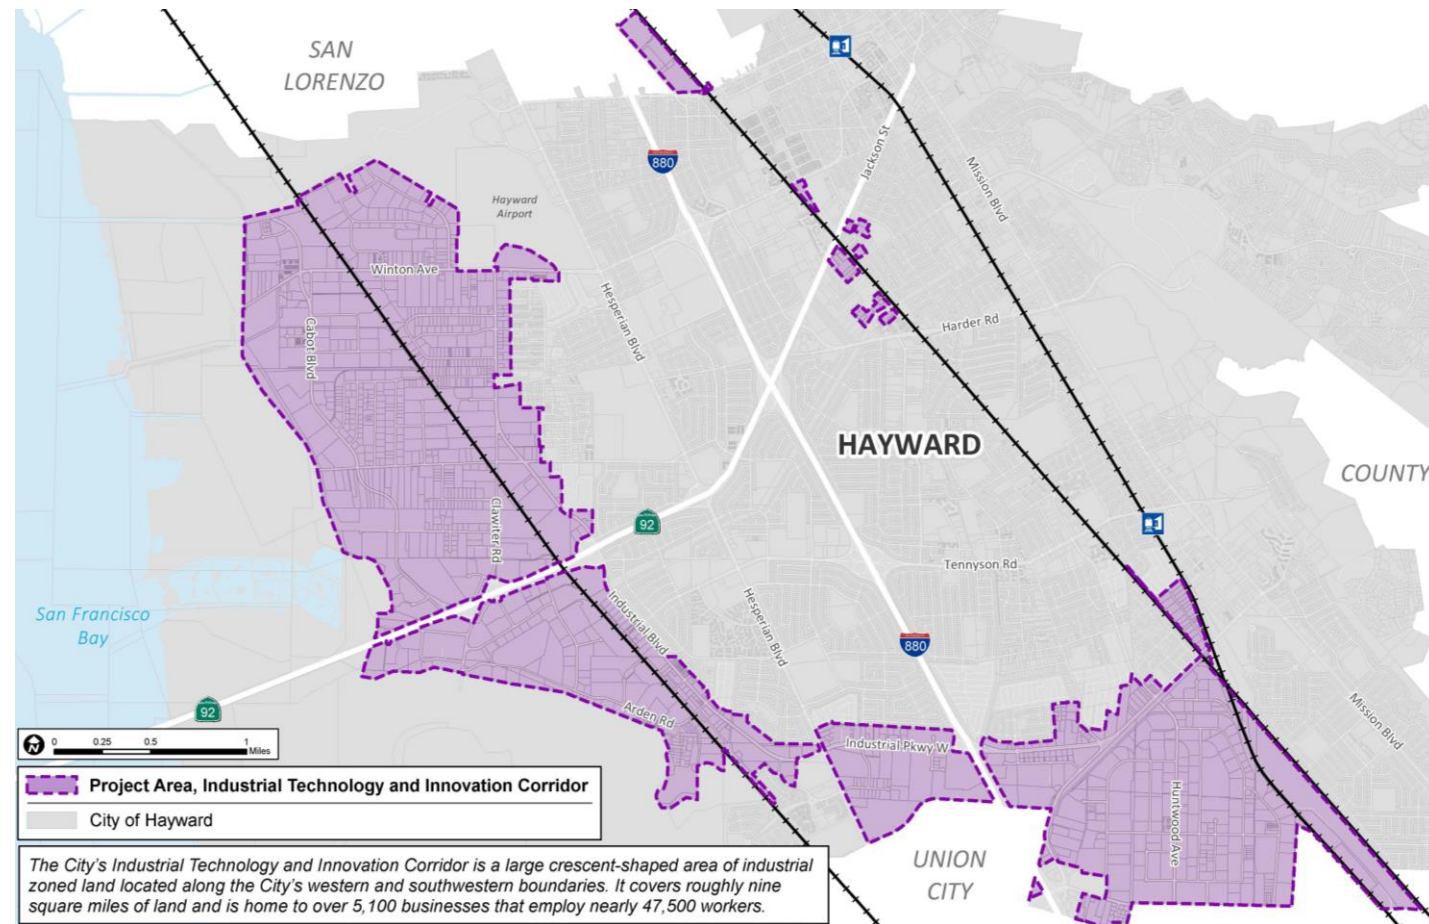 SAN
LORENZO
880
Jackson St
Mission Blvd
Hayward
Airport
Winton Ave
Hesperian Blvd
Cabot Blvd
Harder Rd
HAYWARD
COUNTY
Clawiter Rd
92
Tennyson Rd
San Francisco
Bay
Industrial Blvd
Hesperian Blvd
880
92
Arden Rd
Industrial Pkwy W
Mission Blvd
Huntwood Ave
UNION
CITY
N
0 0.25 0.5 1
Miles
Project Area, Industrial Technology and Innovation Corridor
City of Hayward
The City's Industrial Technology and Innovation Corridor is a large crescent-shaped area of industrial
zoned land located along the City's western and southwestern boundaries. It covers roughly nine
square miles of land and is home to over 5,100 businesses that employ nearly 47,500 workers.